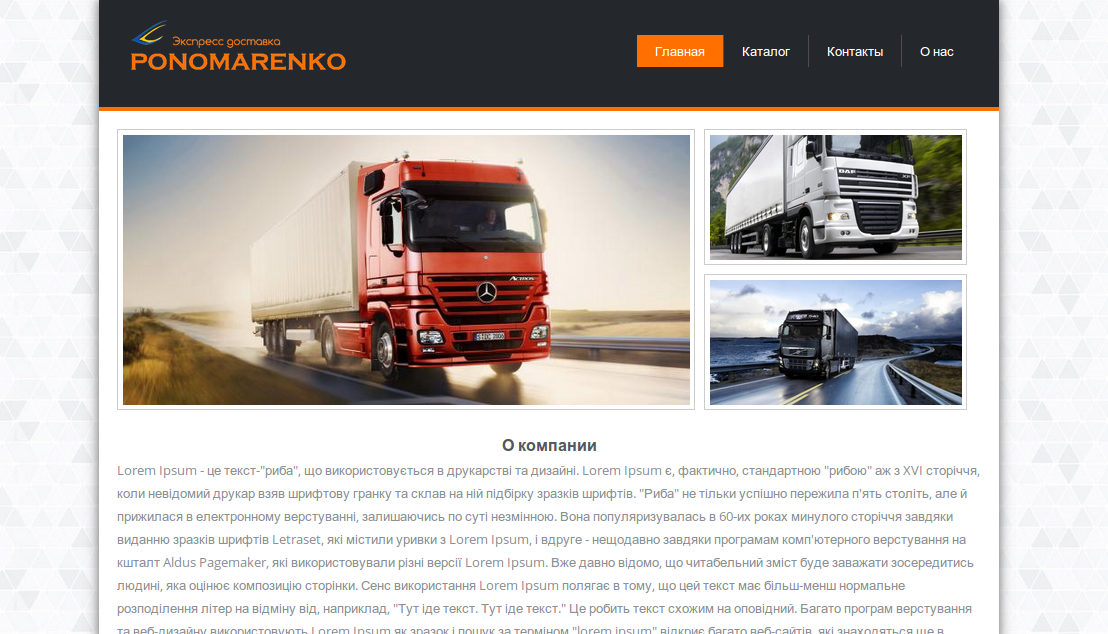 Экспресс доставка
PONOMARENKO
Главная Каталог Контакты О нас
DAF XF
Actros
О компании
Lorem Ipsum - це текст-"риба", що використовується в друкарстві та дизайні. Lorem Ipsum є, фактично, стандартною "рибою" аж з XVI сторіччя,
коли невідомий друкар взяв шрифтову гранку та склав на ній підбірку зразків шрифтів. "Риба" не тільки успішно пережила п'ять століть, але й
прижилася в електронному верстуванні, залишаючись по суті незмінною. Вона популяризувалась в 60-их роках минулого сторіччя завдяки
виданню зразків шрифтів Letraset, які містили уривки з Lorem Ipsum, і вдруге - нещодавно завдяки програмам комп'ютерного верстування на
кшталт Aldus Pagemaker, які використовували різні версії Lorem Ipsum. Вже давно відомо, що читабельний зміст буде заважати зосередитись
людині, яка оцінює композицію сторінки. Сенс використання Lorem Ipsum полягає в тому, що цей текст має більш-менш нормальне
розподілення літер на відміну від, наприклад, "Тут іде текст. Тут іде текст." Це робить текст схожим на оповідний. Багато програм верстування
та веб-дизайну використовують Lorem Ipsum як зразок і пошук за терміном "lorem ipsum" відкриє багато веб-сайтів, які знаходяться ще в